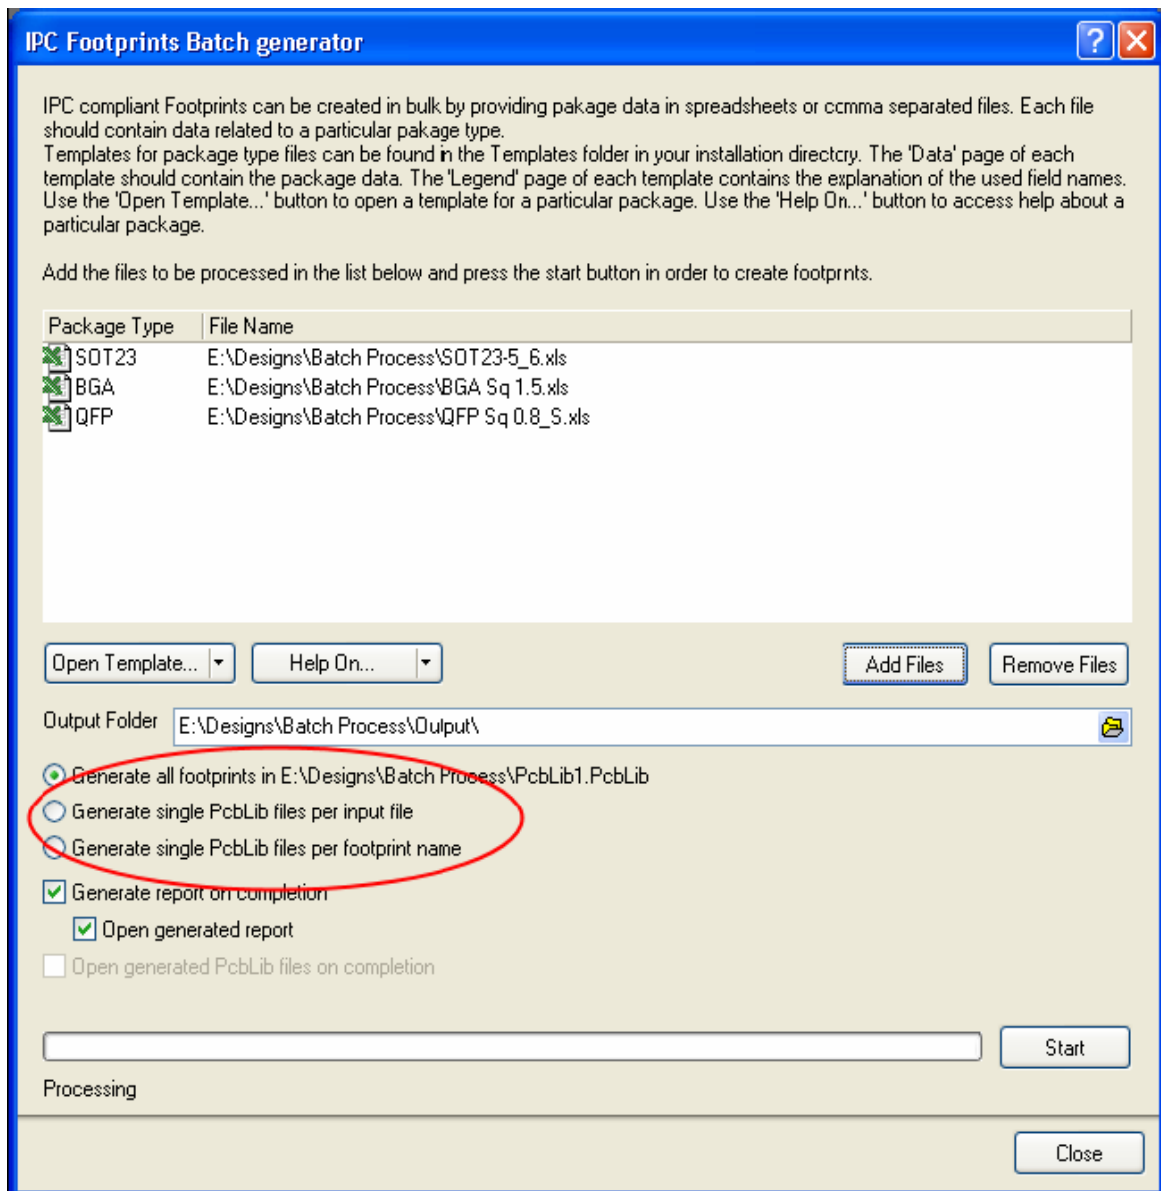 IPC Footprints Batch generator
IPC compliant Footprints can be created in bulk by providing pakage data in spreadsheets or ccmma separated files. Each file
should contain data related to a particular pakage type.
Templates for package type files can be found in the Templates folder in your installation directcry. The 'Data' page of each
template should contain the package data. The 'Legend' page of each template contains the explanation of the used field names.
Use the 'Open Template...' button to open a template for a particular package. Use the 'Help On...' button to access help about a
particular package.
Add the files to be processed in the list below and press the start button in order to create footprnts.
Package Type File Name
SOT23 E:\Designs\Batch Process\SOT23-5_6.xls
BGA E:\Designs\Batch Process\BGA Sq 1.5.xls
QFP E:\Designs\Batch Process\QFP Sq 0.8_S.xls
Open Template... Help On... Add Files Remove Files
Output Folder E:\Designs\Batch Process\Oulput\
Generate all footprints in E:\Designs\Batch Process\PcbLib1.PcbLib
Generate single PcbLib files per input file
Generate single PcbLib files per footprint name
Generate report on completion
Open generated report
Open generated PcbLib files on completion
Start
Processing
Close